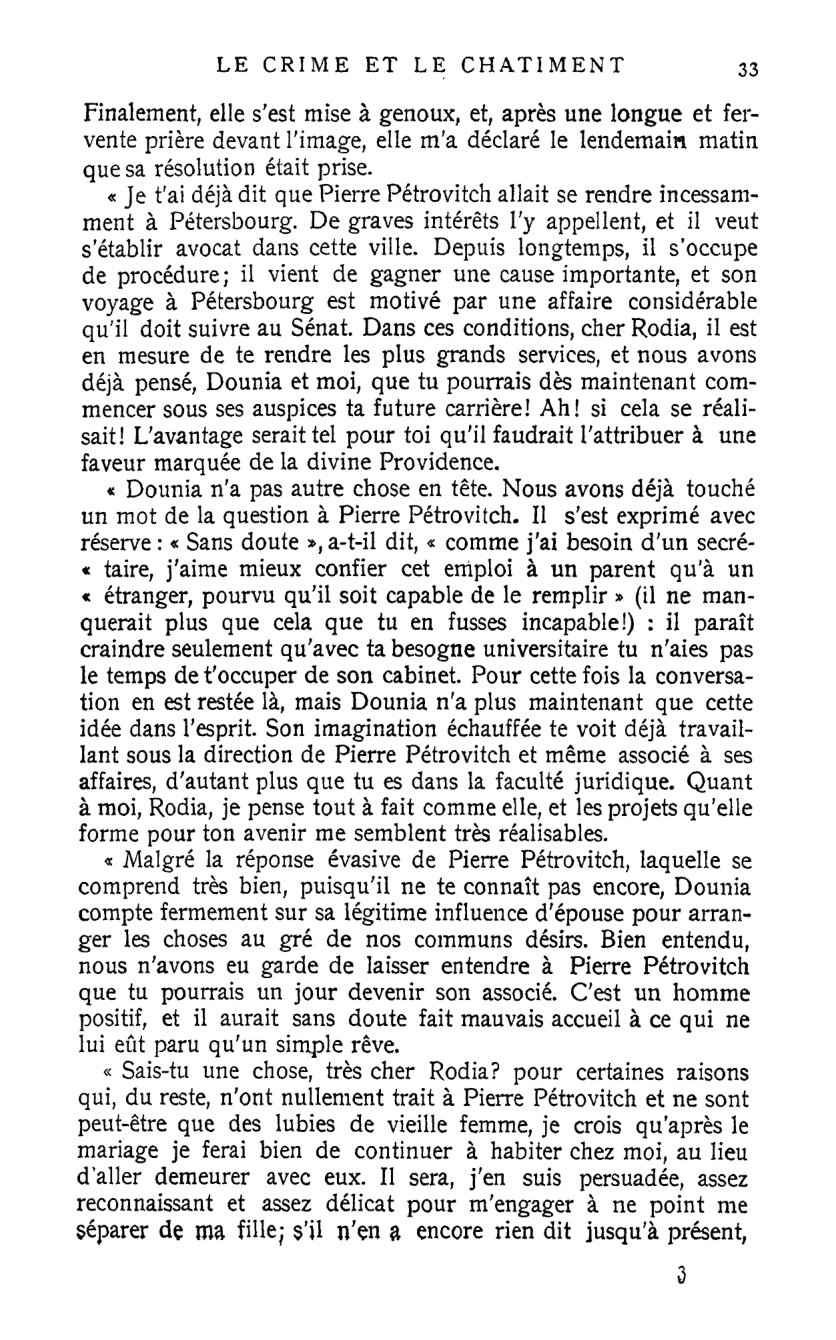 LE CRIME ET LE CHATIMENT 33
Finalement, elle s'est mise à genoux, et, après une longue et fer-
vente prière devant l'image, elle m'a déclaré le lendemain matin
que sa résolution était prise.
« Je t'ai déjà dit que Pierre Pétrovitch allait se rendre incessam-
ment à Pétersbourg. De graves intérêts l'y appellent, et il veut
s'établir avocat dans cette ville. Depuis longtemps, il s'occupe
de procédure; il vient de gagner une cause importante, et son
voyage à Pétersbourg est motivé par une affaire considérable
qu'il doit suivre au Sénat. Dans ces conditions, cher Rodia, il est
en mesure de te rendre les plus grands services, et nous avons
déjà pensé, Dounia et moi, que tu pourrais dès maintenant com-
mencer sous ses auspices ta future carrière! Ah! si cela se réali-
sait! L'avantage serait tel pour toi qu'il faudrait l'attribuer à une
faveur marquée de la divine Providence.
« Dounia n'a pas autre chose en tête. Nous avons déjà touché
un mot de la question à Pierre Pétrovitch. Il s'est exprimé avec
réserve : « Sans doute », a-t-il dit, « comme j'ai besoin d'un secré-
« taire, j'aime mieux confier cet emploi à un parent qu'à un
« étranger, pourvu qu'il soit capable de le remplir » (il ne man-
querait plus que cela que tu en fusses incapable!) : il paraît
craindre seulement qu'avec ta besogne universitaire tu n'aies pas
le temps de t'occuper de son cabinet. Pour cette fois la conversa-
tion en est restée là, mais Dounia n'a plus maintenant que cette
idée dans l'esprit. Son imagination échauffée te voit déjà travail-
lant sous la direction de Pierre Pétrovitch et même associé à ses
affaires, d'autant plus que tu es dans la faculté juridique. Quant
à moi, Rodia, je pense tout à fait comme elle, et les projets qu'elle
forme pour ton avenir me semblent très réalisables.
« Malgré la réponse évasive de Pierre Pétrovitch, laquelle se
comprend très bien, puisqu'il ne te connaît pas encore, Dounia
compte fermement sur sa légitime influence d'épouse pour arran-
ger les choses au gré de nos communs désirs. Bien entendu,
nous n'avons eu garde de laisser entendre à Pierre Pétrovitch
que tu pourrais un jour devenir son associé. C'est un homme
positif, et il aurait sans doute fait mauvais accueil à ce qui ne
lui eût paru qu'un simple rêve.
« Sais-tu une chose, très cher Rodia? pour certaines raisons
qui, du reste, n'ont nullement trait à Pierre Pétrovitch et ne sont
peut-être que des lubies de vieille femme, je crois qu'après le
mariage je ferai bien de continuer à habiter chez moi, au lieu
d'aller demeurer avec eux. Il sera, j'en suis persuadée, assez
reconnaissant et assez délicat pour m'engager à ne point me
séparer de ma fille; s'il n'en a encore rien dit jusqu'à présent,
3